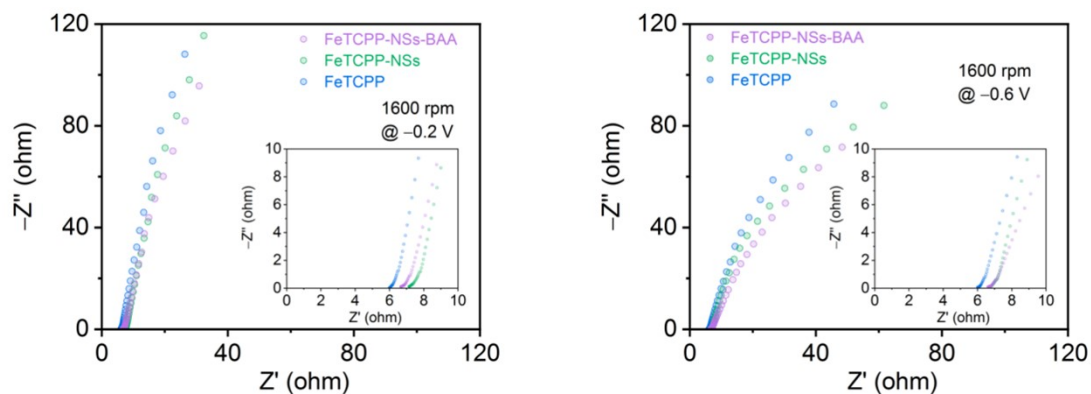 120
80
40
0
−Z'' (ohm)
FeTCPP-NSs-BAA
FeTCPP-NSs
FeTCPP
1600 rpm
@ −0.2 V
10
8
6
4
2
0
−Z'' (ohm)
0 2 4 6 8 10
Z' (ohm)
0 40 80 120
Z' (ohm)
120
80
40
0
−Z'' (ohm)
FeTCPP-NSs-BAA
FeTCPP-NSs
FeTCPP
1600 rpm
@ −0.6 V
10
8
6
4
2
0
−Z'' (ohm)
0 2 4 6 8 10
Z' (ohm)
0 40 80 120
Z' (ohm)